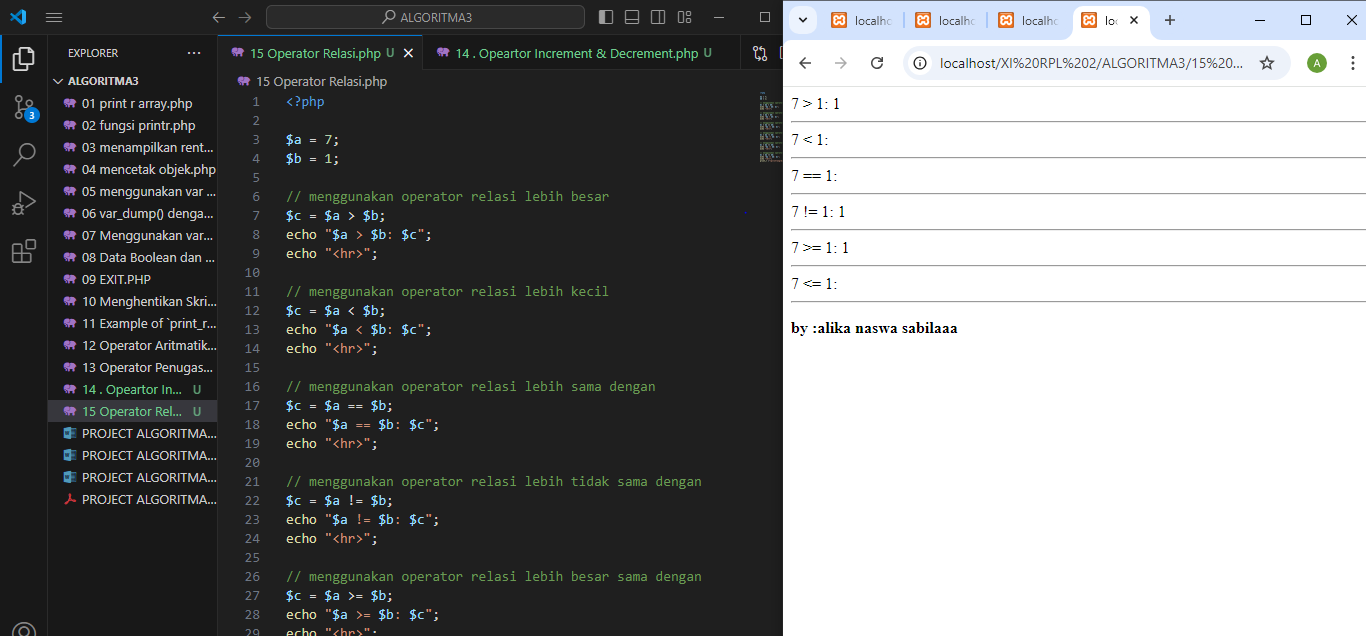 ALGORITMA3
EXPLORER
ALGORITMA3
01 print r array.php
02 fungsi printr.php
03 menampilkan rent...
04 mencetak objek.php
05 menggunakan var ...
06 var_dump() denga...
07 Menggunakan var...
08 Data Boolean dan ...
09 EXIT.PHP
10 Menghentikan Skri...
11 Example of `print_r...
12 Operator Aritmatik...
13 Operator Penugas...
14 . Opeartor In... U
15 Operator Rel... U
PROJECT ALGORITMA...
PROJECT ALGORITMA...
PROJECT ALGORITMA...
PROJECT ALGORITMA...
3
15 Operator Relasi.php U
14 . Opeartor Increment & Decrement.php U
15 Operator Relasi.php
1 <?php
2
3 $a = 7;
4 $b = 1;
5
6 // menggunakan operator relasi lebih besar
7 $c = $a > $b;
8 echo "$a > $b: $c";
9 echo "<hr>";
10
11 // menggunakan operator relasi lebih kecil
12 $c = $a < $b;
13 echo "$a < $b: $c";
14 echo "<hr>";
15
16 // menggunakan operator relasi lebih sama dengan
17 $c = $a == $b;
18 echo "$a == $b: $c";
19 echo "<hr>";
20
21 // menggunakan operator relasi lebih tidak sama dengan
22 $c = $a != $b;
23 echo "$a != $b: $c";
24 echo "<hr>";
25
26 // menggunakan operator relasi lebih besar sama dengan
27 $c = $a >= $b;
28 echo "$a >= $b: $c";
29 echo "<hr>";
localho localhc localhc loc
localhost/XI%20RPL%202/ALGORITMA3/15%20... A
7 > 1: 1
7 < 1:
7 == 1:
7 != 1: 1
7 >= 1: 1
7 <= 1:
by :alika naswa sabilaaa